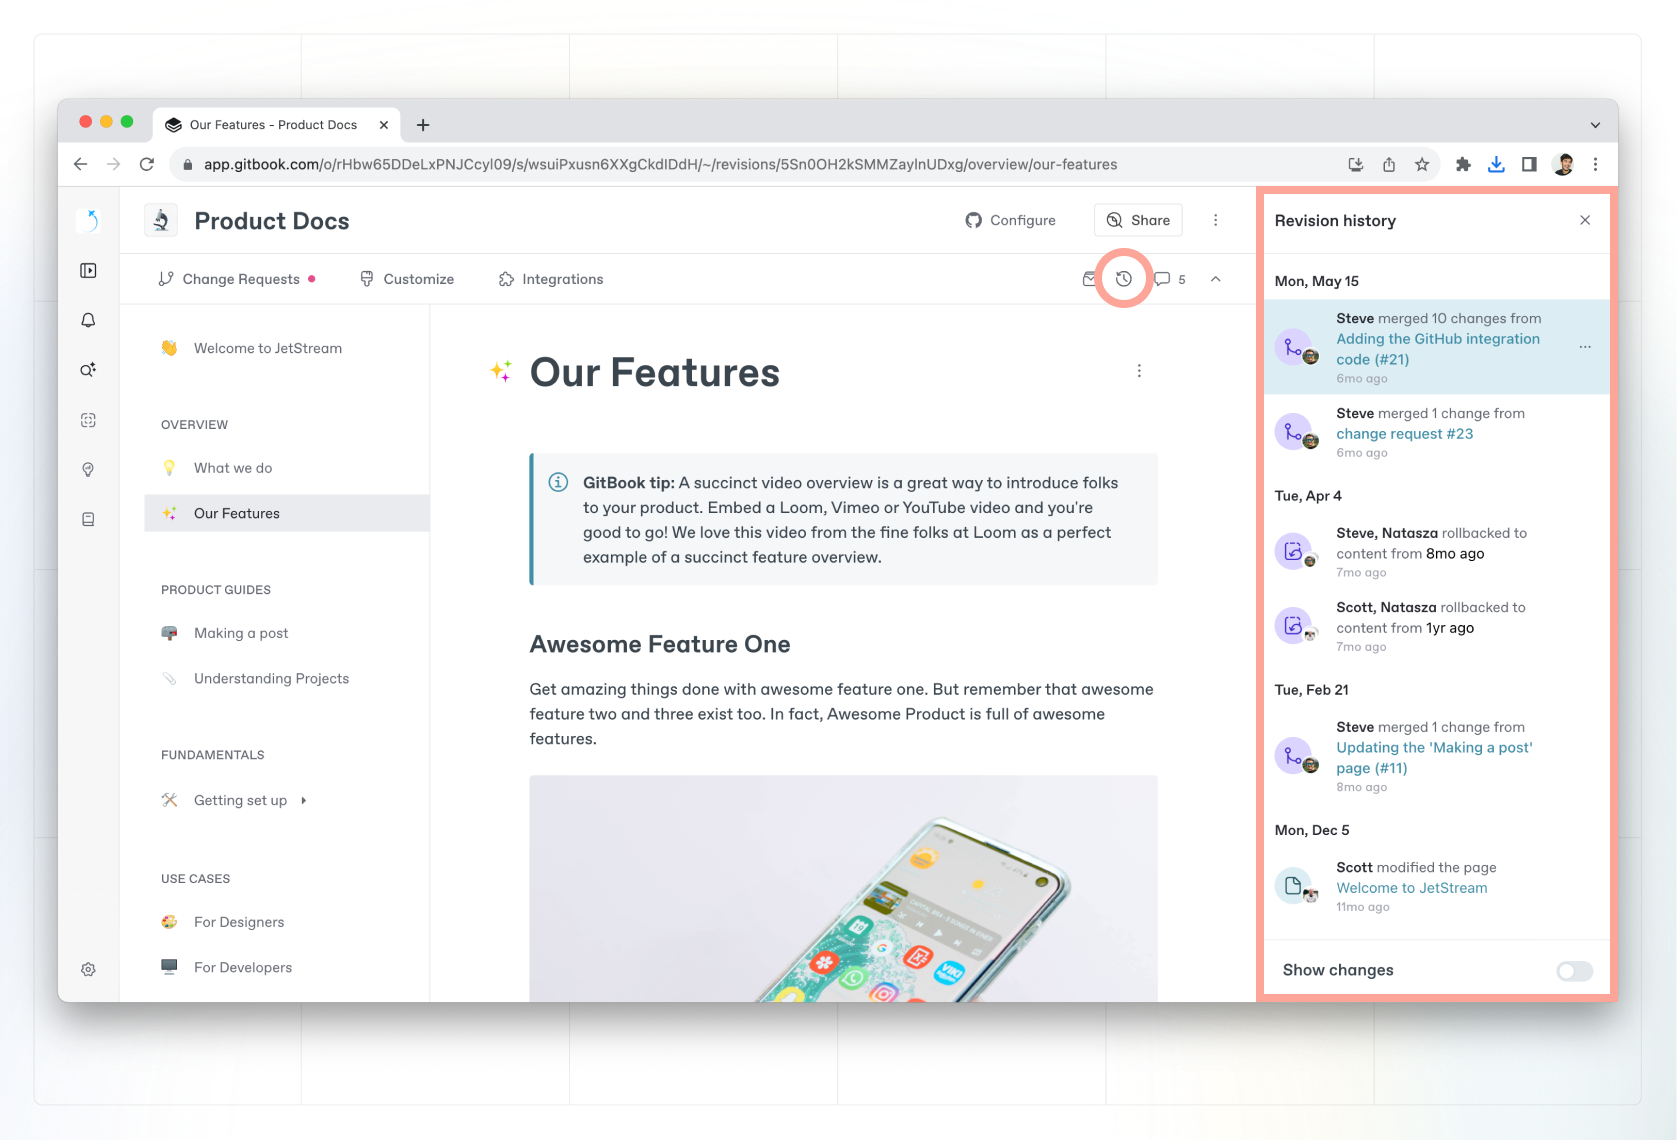 Our Features - Product Docs
app.gitbook.com/o/rHbw65DDeLxPNJCcyl09/s/wsuiPxusn6XXgCkdIDdH/~/revisions/5Sn0OH2kSMMZaylnUDxg/overview/our-features
Product Docs
Configure
Share
Change Requests
Customize
Integrations
5
Welcome to JetStream
OVERVIEW
What we do
Our Features
PRODUCT GUIDES
Making a post
Understanding Projects
FUNDAMENTALS
Getting set up
USE CASES
For Designers
For Developers
Our Features
GitBook tip: A succinct video overview is a great way to introduce folks
to your product. Embed a Loom, Vimeo or YouTube video and you're
good to go! We love this video from the fine folks at Loom as a perfect
example of a succinct feature overview.
Awesome Feature One
Get amazing things done with awesome feature one. But remember that awesome
feature two and three exist too. In fact, Awesome Product is full of awesome
features.
19
VIKI
Revision history
Mon, May 15
Steve merged 10 changes from
Adding the GitHub integration
code (#21)
6mo ago
Steve merged 1 change from
change request #23
6mo ago
Tue, Apr 4
Steve, Natasza rollbacked to
content from 8mo ago
7mo ago
Scott, Natasza rollbacked to
content from 1yr ago
7mo ago
Tue, Feb 21
Steve merged 1 change from
Updating the 'Making a post'
page (#11)
8mo ago
Mon, Dec 5
Scott modified the page
Welcome to JetStream
11mo ago
Show changes